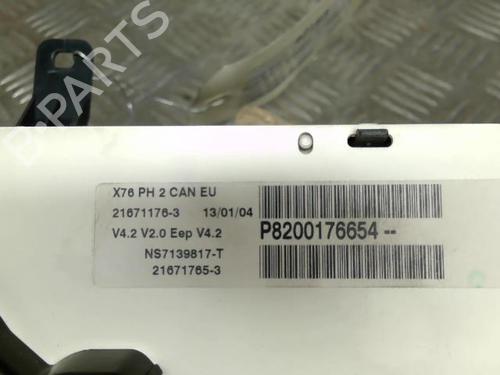 B-PARTS
X76 PH 2 CAN EU
21671176-3 13/01/04
V4.2 V2.0 Eep V4.2
P8200176654--
NS7139817-T
21671765-3